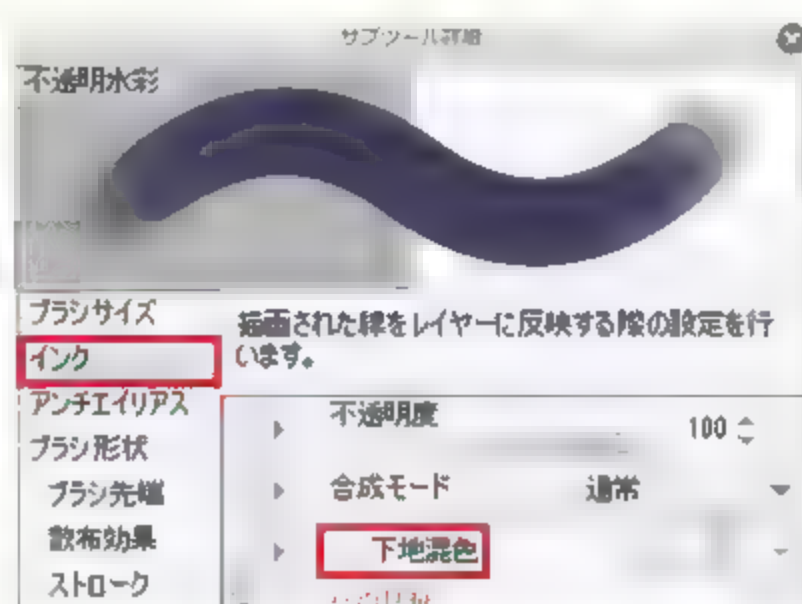 サブツール詳細
不透明水彩
ブラシサイズ
インク
アンチエイリアス
ブラシ形状
ブラシ先端
散布効果
ストローク
描画された線をレイヤーに反映する際の設定を行
います。
不透明度
100
合成モード
通常
下地混色